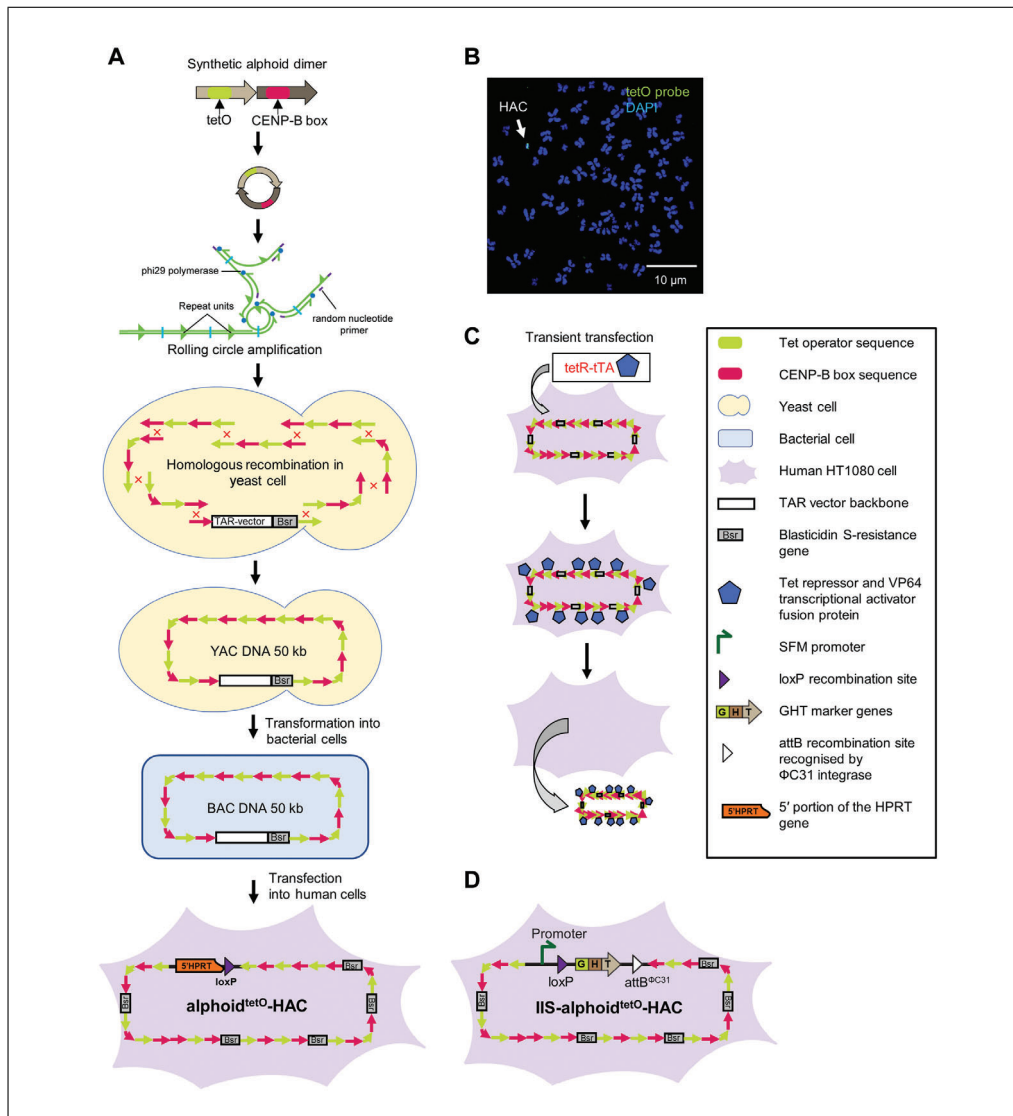 A
Synthetic alphoid dimer
tetO
CENP-B box
phi29 polymerase
Repeat units
random nucleotide
primer
Rolling circle amplification
Homologous recombination in
yeast cell
TAR-vector
Bsr
YAC DNA 50 kb
Bsr
Transformation into
bacterial cells
BAC DNA 50 kb
Bsr
Transfection
into human cells
5'HPRT
loxP
Bsr
Bsr
alphoidtetO-HAC
Bsr
Bsr
Bsr
B
tetO probe
DAPI
HAC
10 µm
C
Transient transfection
tetR-tTA
D
Promoter
G H T
loxP
attBΦC31
Bsr
Bsr
IIS-alphoidtetO-HAC
Bsr
Bsr
Bsr
Tet operator sequence
CENP-B box sequence
Yeast cell
Bacterial cell
Human HT1080 cell
TAR vector backbone
Bsr
Blasticidin S-resistance
gene
Tet repressor and VP64
transcriptional activator
fusion protein
SFM promoter
loxP recombination site
G H T
GHT marker genes
attB recombination site
recognised by
ΦC31 integrase
5'HPRT
5′ portion of the HPRT
gene